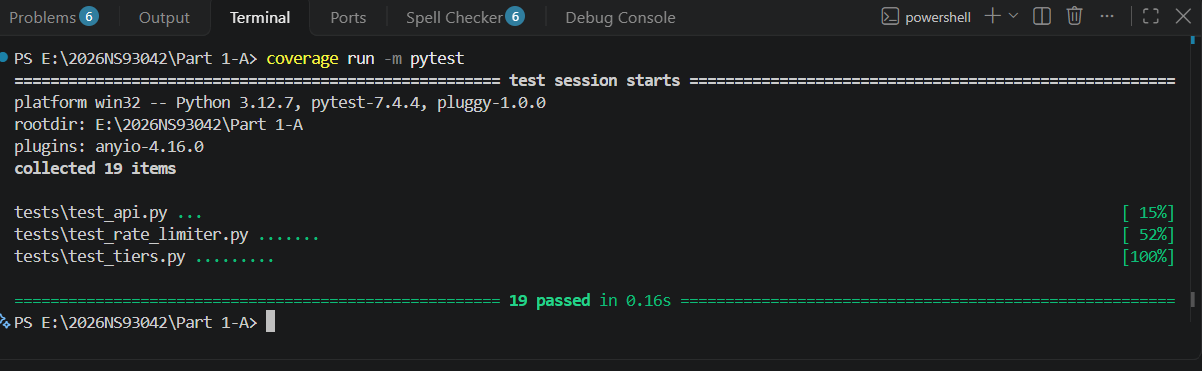 Problems 6 Output Terminal Ports Spell Checker 6 Debug Console powershell
PS E:\2026NS93042\Part 1-A> coverage run -m pytest
====================================================== test session starts ======================================================
platform win32 -- Python 3.12.7, pytest-7.4.4, pluggy-1.0.0
rootdir: E:\2026NS93042\Part 1-A
plugins: anyio-4.16.0
collected 19 items
tests\test_api.py ... [ 15%]
tests\test_rate_limiter.py ....... [ 52%]
tests\test_tiers.py ......... [100%]
====================================================== 19 passed in 0.16s =======================================================
PS E:\2026NS93042\Part 1-A>